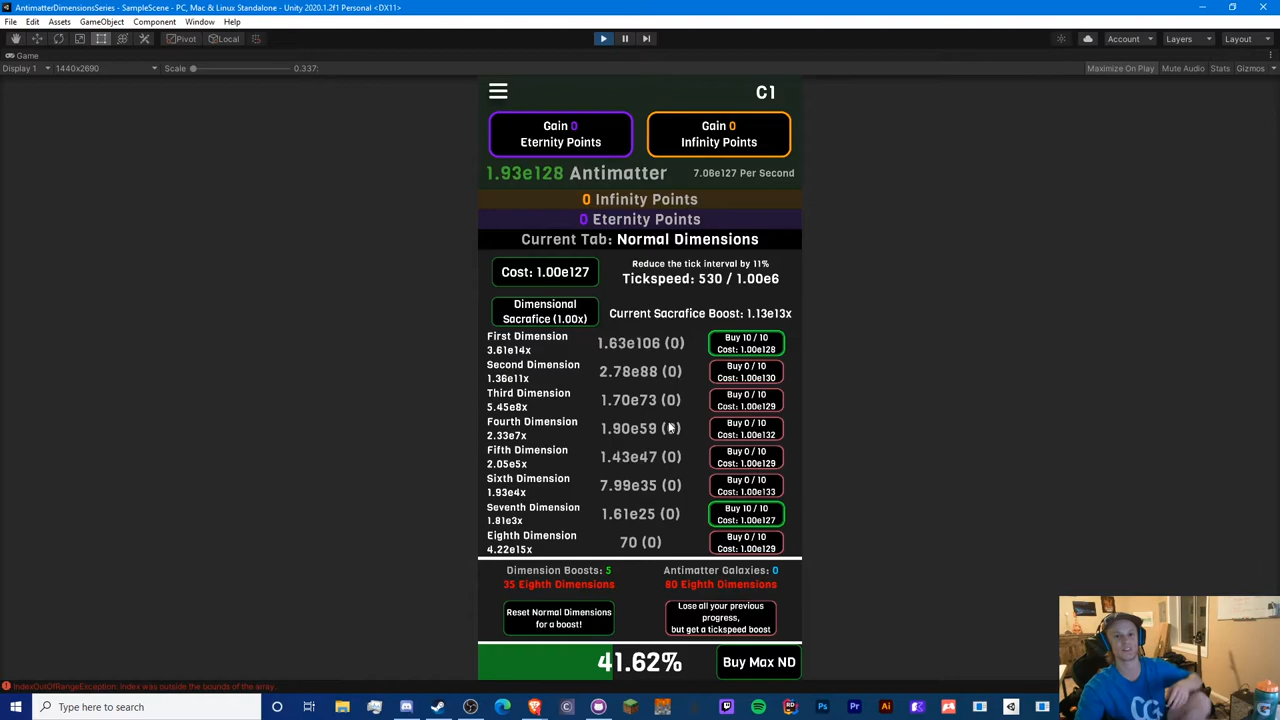 AntimatterDimensionsSeries - SampleScene - PC, Mac & Linux Standalone - Unity 2020.1.2f1 Personal <DX11>
File Edit Assets GameObject Component Window Help
Pivot Local Account Layers Layout
Game
Display 1 1440x2690 Scale 0.337: Maximize On Play Mute Audio Stats Gizmos
C1
Gain 0
Eternity Points
Gain 0
Infinity Points
1.93e128 Antimatter 7.06e127 Per Second
0 Infinity Points
0 Eternity Points
Current Tab: Normal Dimensions
Cost: 1.00e127
Reduce the tick interval by 11%
Tickspeed: 530 / 1.00e6
Dimensional
Sacrafice (1.00x)
Current Sacrafice Boost: 1.13e13x
First Dimension
3.61e14x
1.63e106 (0)
Buy 10 / 10
Cost: 1.00e128
Second Dimension
1.36e11x
2.78e88 (0)
Buy 0 / 10
Cost: 1.00e130
Third Dimension
5.45e8x
1.70e73 (0)
Buy 0 / 10
Cost: 1.00e129
Fourth Dimension
2.33e7x
1.90e59
Buy 0 / 10
Cost: 1.00e132
Fifth Dimension
2.05e5x
1.43e47 (0)
Buy 0 / 10
Cost: 1.00e129
Sixth Dimension
1.93e4x
7.99e35 (0)
Buy 0 / 10
Cost: 1.00e133
Seventh Dimension
1.81e3x
1.61e25 (0)
Buy 10 / 10
Cost: 1.00e127
Eighth Dimension
4.22e15x
70 (0)
Buy 0 / 10
Cost: 1.00e129
Dimension Boosts: 5
35 Eighth Dimensions
Antimatter Galaxies: 0
80 Eighth Dimensions
Reset Normal Dimensions
for a boost!
Lose all your previous
progress,
but get a tickspeed boost
41.62%
Buy Max ND
IndexOutOfRangeException: Index was outside the bounds of the array.
Type here to search